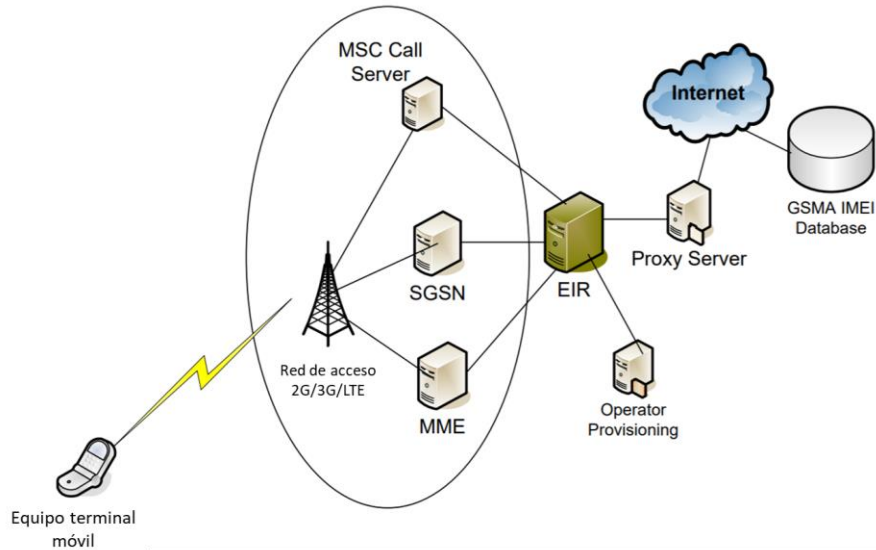 MSC Call
Server
Internet
GSMA IMEI
Database
Proxy Server
EIR
SGSN
Red de acceso
2G/3G/LTE
MME
Operator
Provisioning
Equipo terminal
móvil